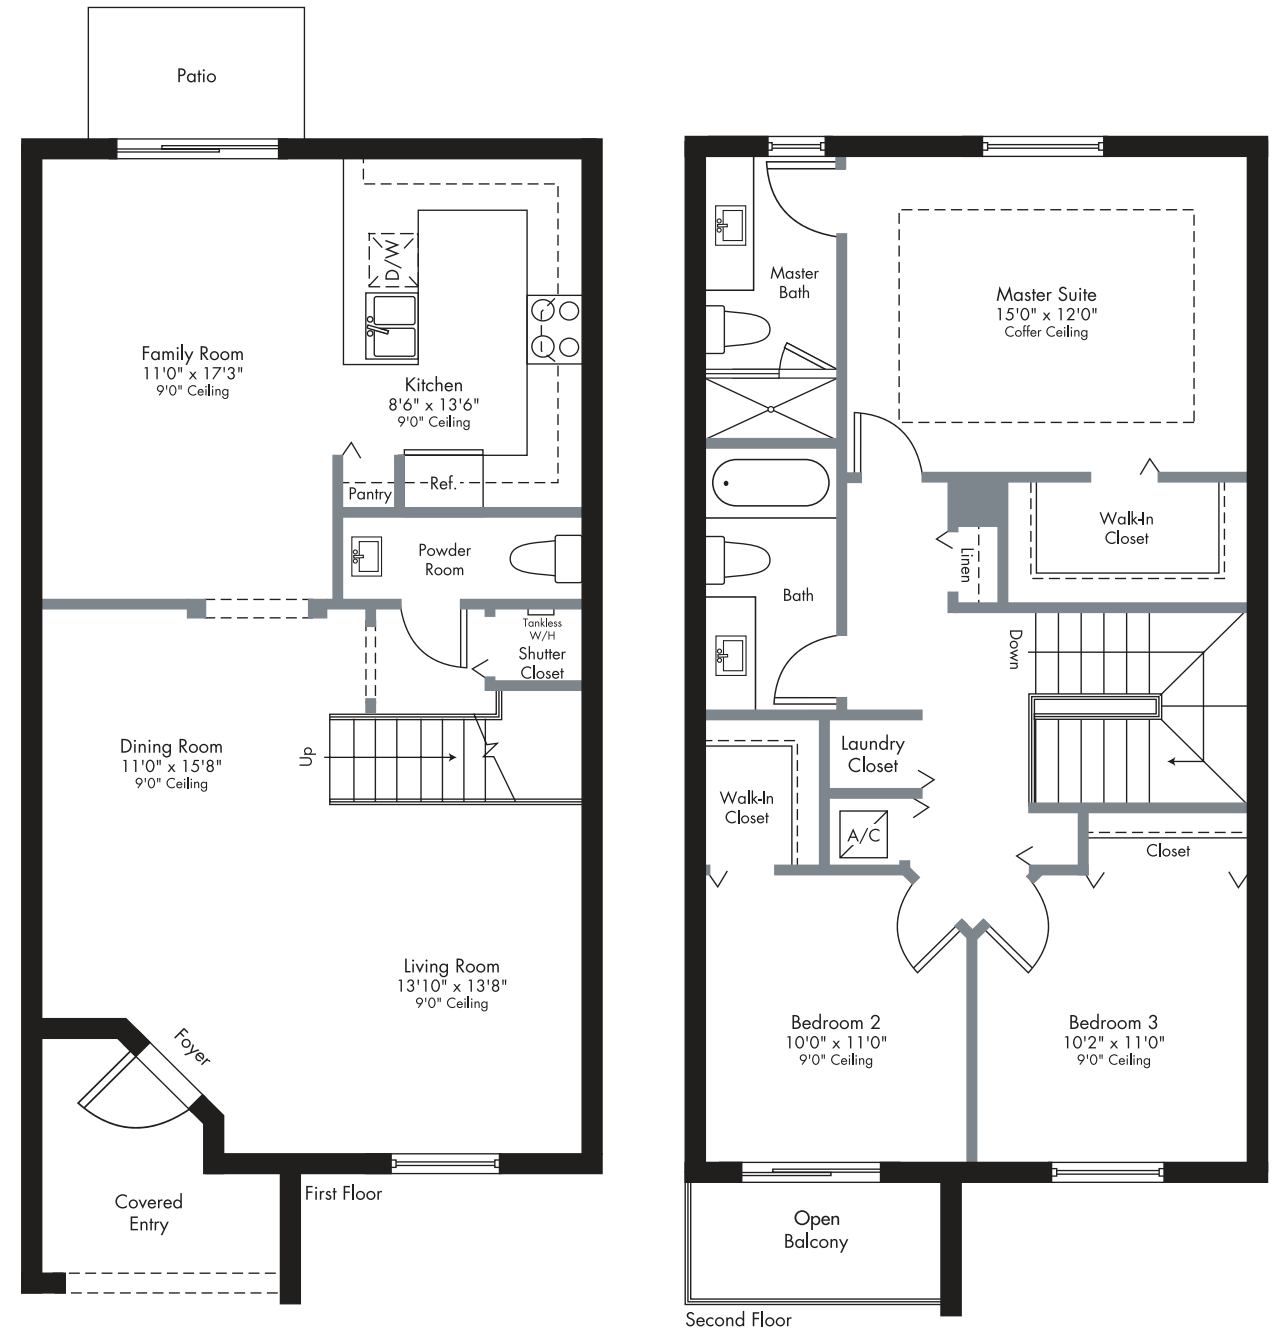 Patio
Family Room
11'0" x 17'3"
9'0" Ceiling
D/W
Kitchen
8'6" x 13'6"
9'0" Ceiling
Pantry
Ref.
Powder
Room
Tankless
W/H
Shutter
Closet
Up
Dining Room
11'0" x 15'8"
9'0" Ceiling
Living Room
13'10" x 13'8"
9'0" Ceiling
Foyer
Covered
Entry
First Floor
Master
Bath
Master Suite
15'0" x 12'0"
Coffer Ceiling
Walk-In
Closet
Linen
Bath
Down
Laundry
Closet
Walk-In
Closet
A/C
Closet
Bedroom 2
10'0" x 11'0"
9'0" Ceiling
Bedroom 3
10'2" x 11'0"
9'0" Ceiling
Open
Balcony
Second Floor